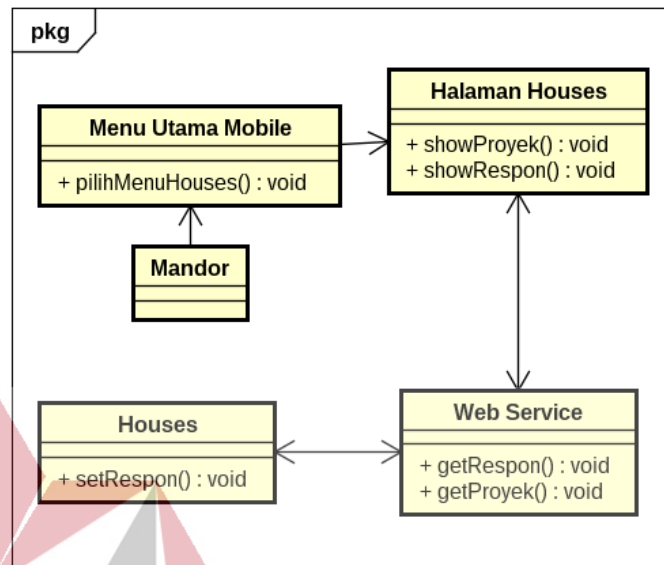 pkg
Halaman Houses
+ showProyek() : void
+ showRespon() : void
Menu Utama Mobile
+ pilihMenuHouses() : void
Mandor
Houses
+ setRespon() : void
Web Service
+ getRespon() : void
+ getProyek() : void